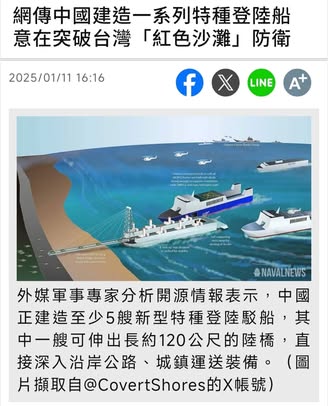 網傳中國建造一系列特種登陸船
意在突破台灣「紅色沙灘」防衛
2025/01/11 16:16
f
X
LINE
A+
NAVALNEWS
外媒軍事專家分析開源情報表示，中國
正建造至少5艘新型特種登陸駁船，其
中一艘可伸出長約120公尺的陸橋，直
接深入沿岸公路、城鎮運送裝備。（圖
片擷取自@CovertShores的X帳號）